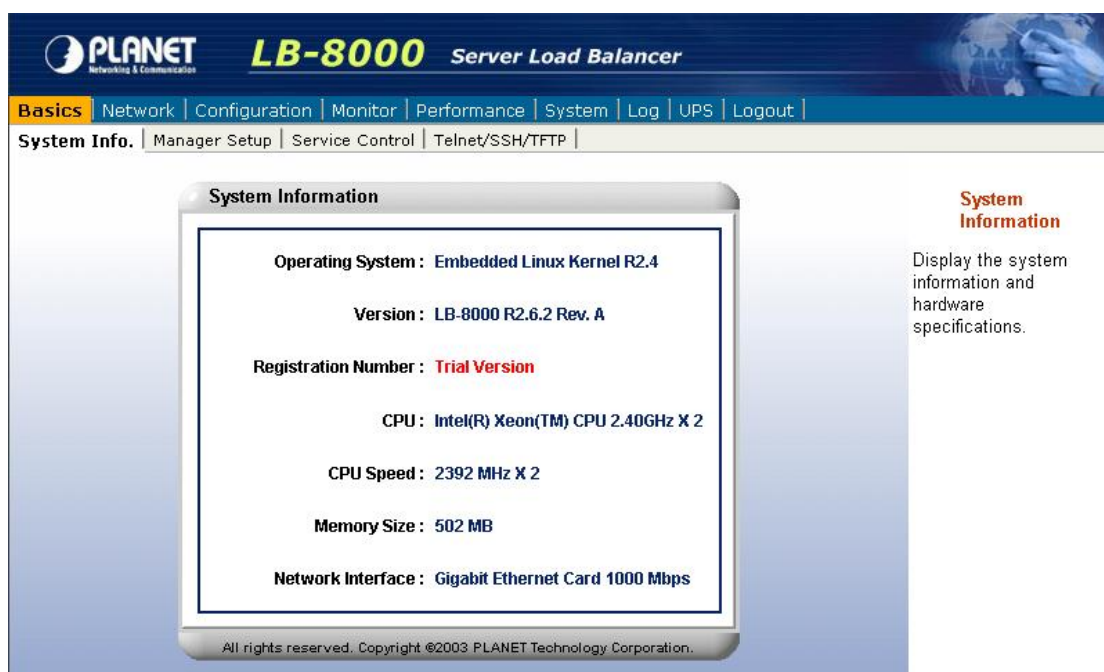 PLANET LB-8000 Server Load Balancer
Networking & Communication
Basics | Network | Configuration | Monitor | Performance | System | Log | UPS | Logout |
System Info. | Manager Setup | Service Control | Telnet/SSH/TFTP |
System Information
Operating System : Embedded Linux Kernel R2.4
Version : LB-8000 R2.6.2 Rev. A
Registration Number : Trial Version
CPU : Intel(R) Xeon(TM) CPU 2.40GHz X 2
CPU Speed : 2392 MHz X 2
Memory Size : 502 MB
Network Interface : Gigabit Ethernet Card 1000 Mbps
All rights reserved. Copyright ©2003 PLANET Technology Corporation.
System
Information
Display the system
information and
hardware
specifications.